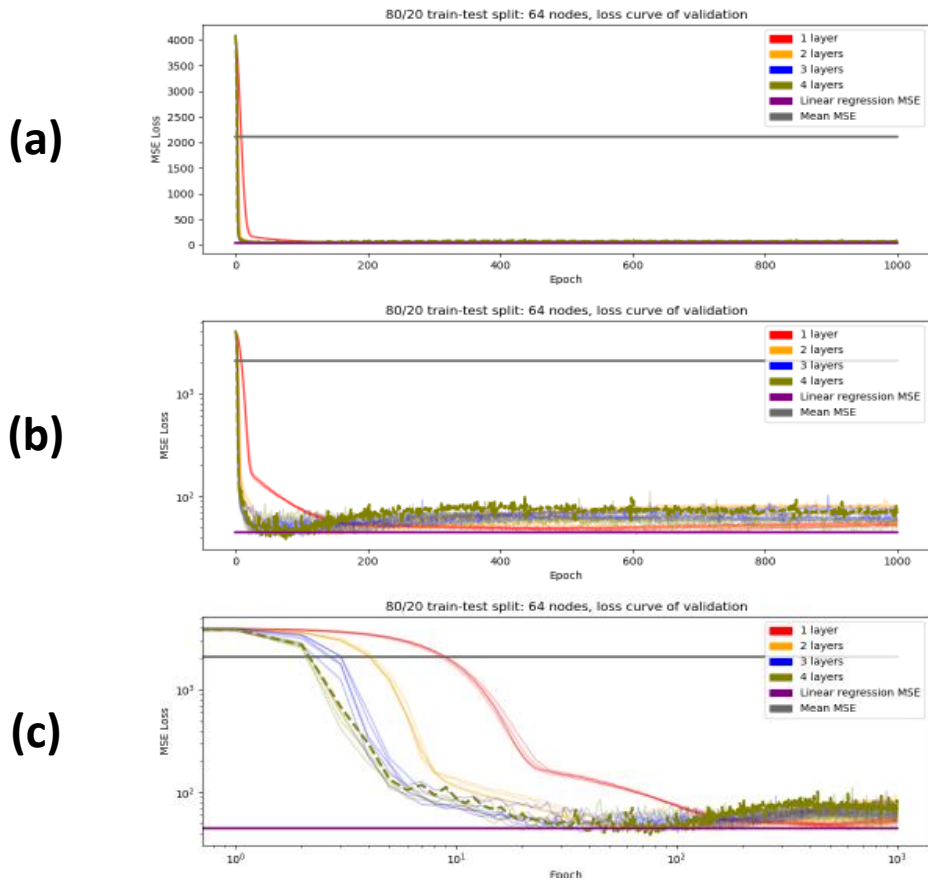 (a)
80/20 train-test split: 64 nodes, loss curve of validation
MSE Loss
4000
3500
3000
2500
2000
1500
1000
500
0
1 layer
2 layers
3 layers
4 layers
Linear regression MSE
Mean MSE
0 200 400 600 800 1000
Epoch
(b)
80/20 train-test split: 64 nodes, loss curve of validation
MSE Loss
10³
10²
1 layer
2 layers
3 layers
4 layers
Linear regression MSE
Mean MSE
0 200 400 600 800 1000
Epoch
(c)
80/20 train-test split: 64 nodes, loss curve of validation
MSE Loss
10³
10²
1 layer
2 layers
3 layers
4 layers
Linear regression MSE
Mean MSE
10⁰ 10¹ 10² 10³
Epoch